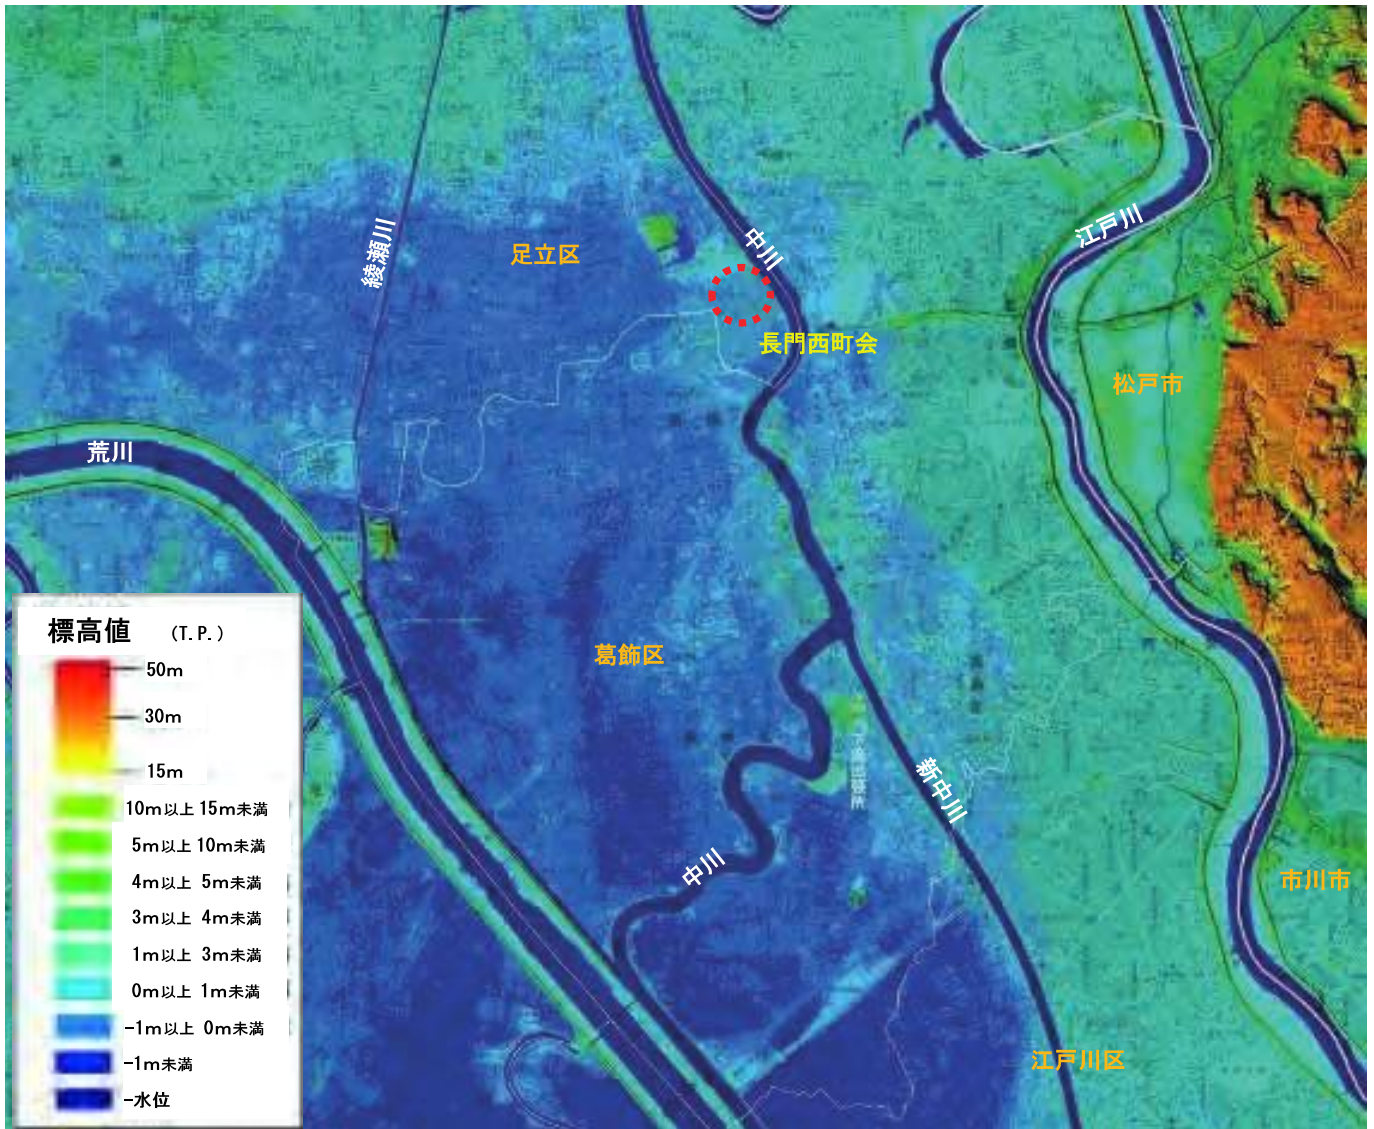 綾瀬川
足立区
中川
江戸川
長門西町会
松戸市
荒川
葛飾区
新中川
中川
市川市
江戸川区
標高値 (T.P.)
50m
30m
15m
10m以上 15m未満
5m以上 10m未満
4m以上 5m未満
3m以上 4m未満
1m以上 3m未満
0m以上 1m未満
-1m以上 0m未満
-1m未満
-水位